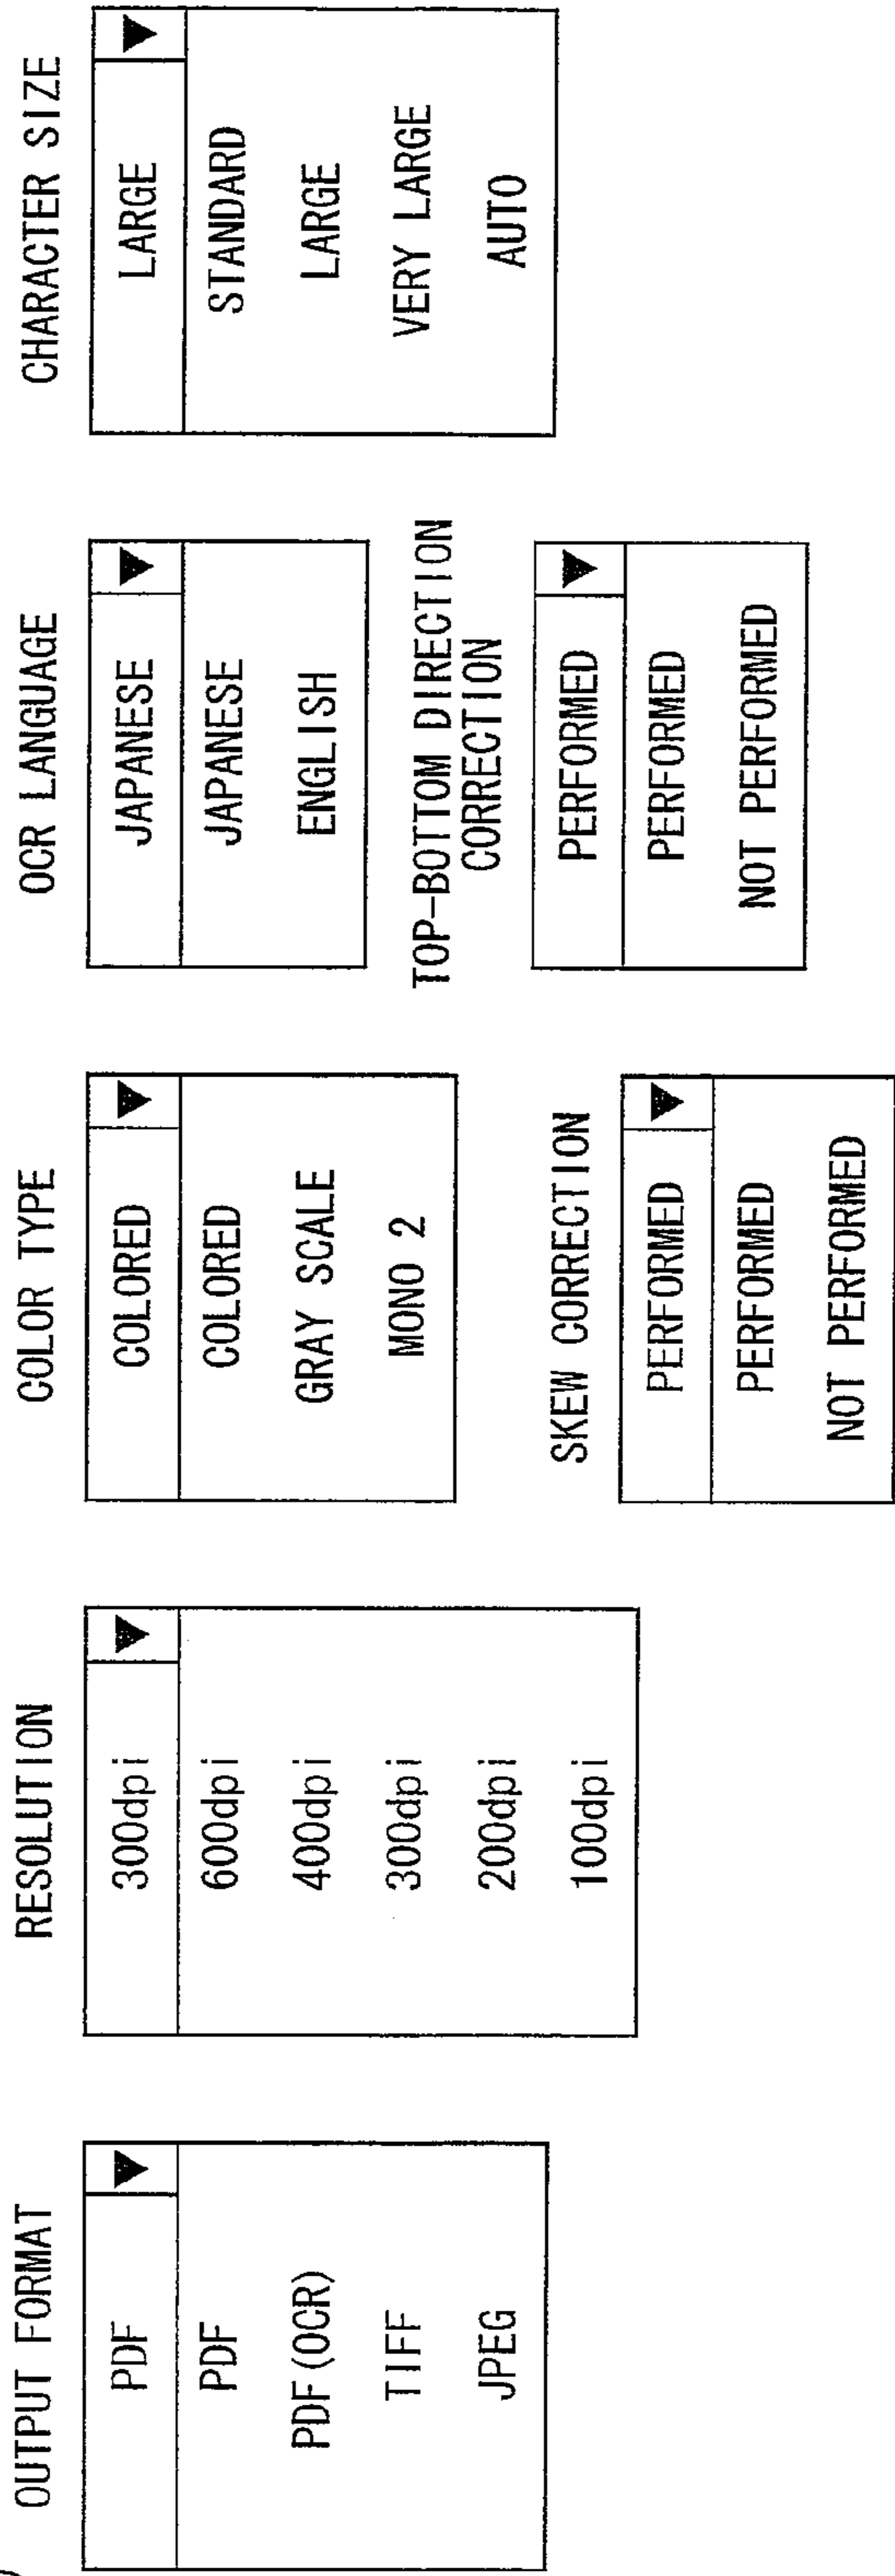 OUTPUT FORMAT
PDF
PDF
PDF(OCR)
TIFF
JPEG
RESOLUTION
300dpi
600dpi
400dpi
300dpi
200dpi
100dpi
COLOR TYPE
COLORED
COLORED
GRAY SCALE
MONO 2
SKEW CORRECTION
PERFORMED
PERFORMED
NOT PERFORMED
OCR LANGUAGE
JAPANESE
JAPANESE
ENGLISH
TOP-BOTTOM DIRECTION
CORRECTION
PERFORMED
PERFORMED
NOT PERFORMED
CHARACTER SIZE
LARGE
STANDARD
LARGE
VERY LARGE
AUTO